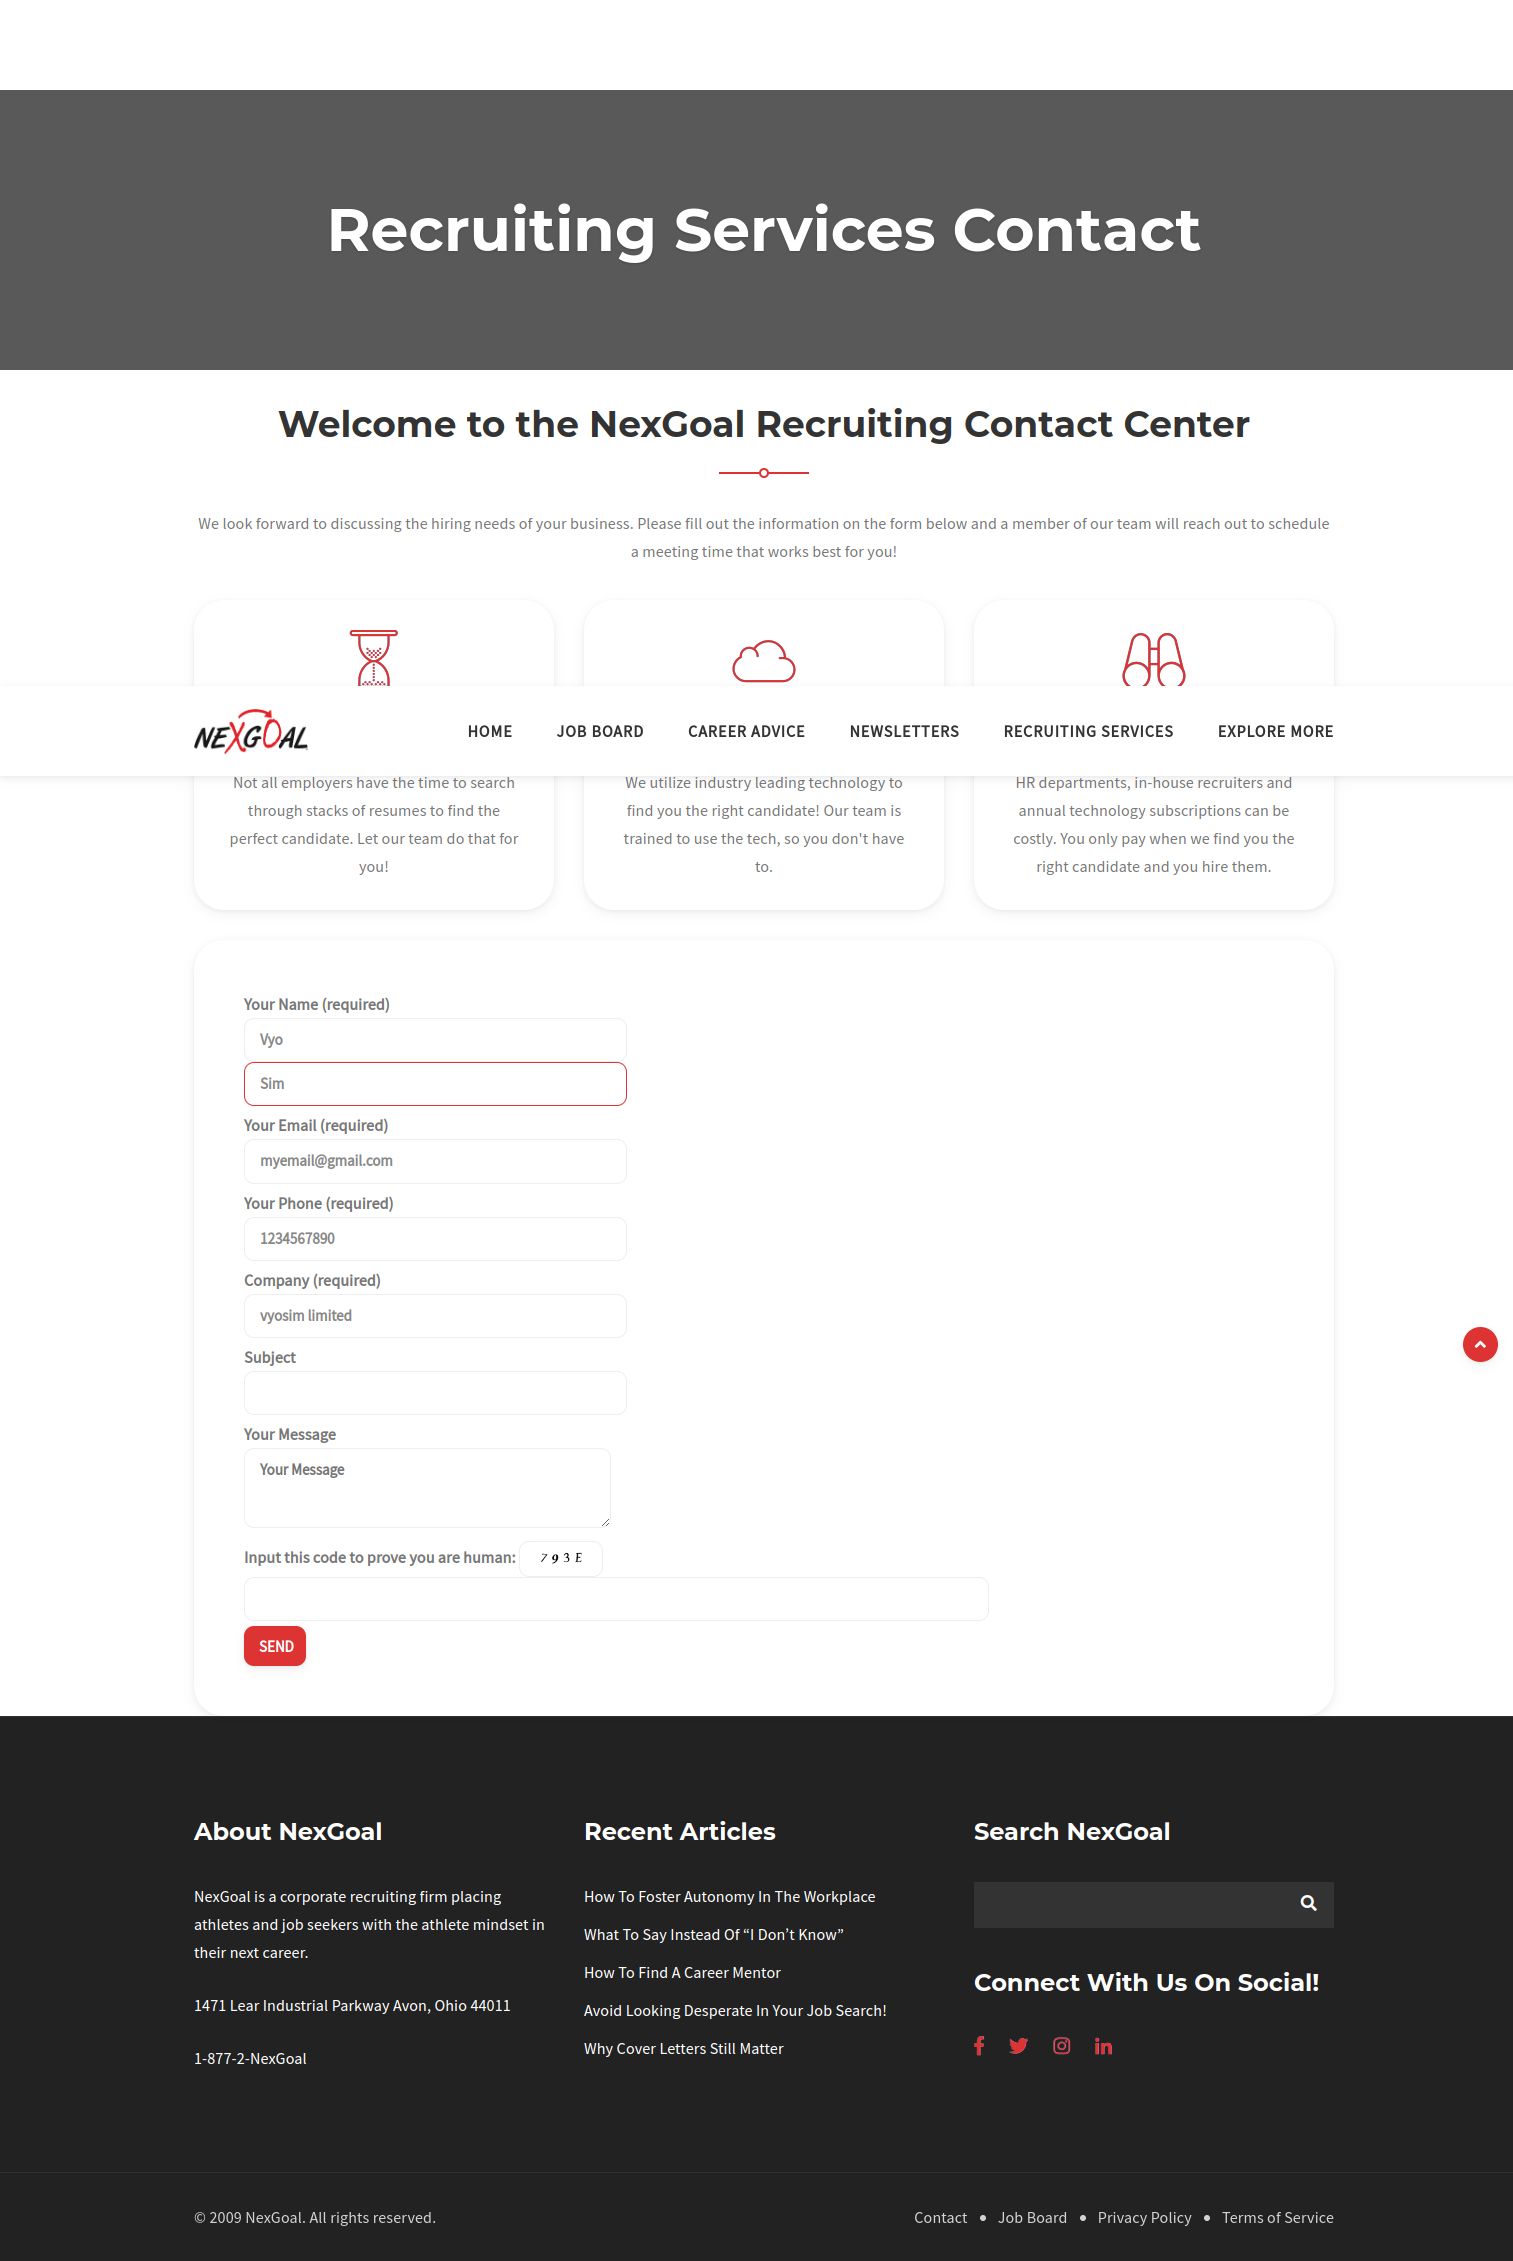 Recruiting Services Contact
Welcome to the NexGoal Recruiting Contact Center
We look forward to discussing the hiring needs of your business. Please fill out the information on the form below and a member of our team will reach out to schedule
a meeting time that works best for you!
NEXGOAL
HOME
JOB BOARD
CAREER ADVICE
NEWSLETTERS
RECRUITING SERVICES
EXPLORE MORE
Not all employers have the time to search
through stacks of resumes to find the
perfect candidate. Let our team do that for
you!
We utilize industry leading technology to
find you the right candidate! Our team is
trained to use the tech, so you don't have
to.
HR departments, in-house recruiters and
annual technology subscriptions can be
costly. You only pay when we find you the
right candidate and you hire them.
Your Name (required)
Vyo
Sim
Your Email (required)
myemail@gmail.com
Your Phone (required)
1234567890
Company (required)
vyosim limited
Subject
Your Message
Your Message
Input this code to prove you are human: 793E
SEND
About NexGoal
NexGoal is a corporate recruiting firm placing
athletes and job seekers with the athlete mindset in
their next career.
1471 Lear Industrial Parkway Avon, Ohio 44011
1-877-2-NexGoal
Recent Articles
How To Foster Autonomy In The Workplace
What To Say Instead Of “I Don’t Know”
How To Find A Career Mentor
Avoid Looking Desperate In Your Job Search!
Why Cover Letters Still Matter
Search NexGoal
Connect With Us On Social!
© 2009 NexGoal. All rights reserved.
Contact • Job Board • Privacy Policy • Terms of Service